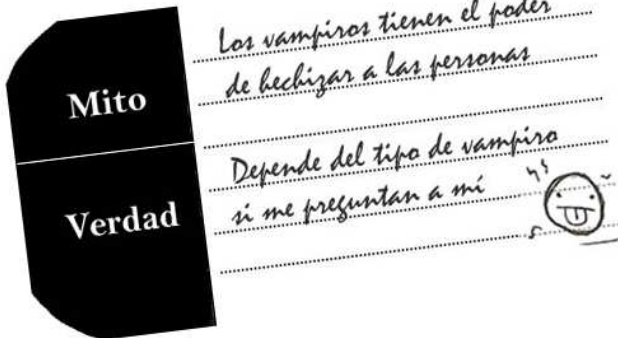 Mito
Los vampiros tienen el poder
de hechizar a las personas
Verdad
Depende del tipo de vampiro
si me preguntan a mí